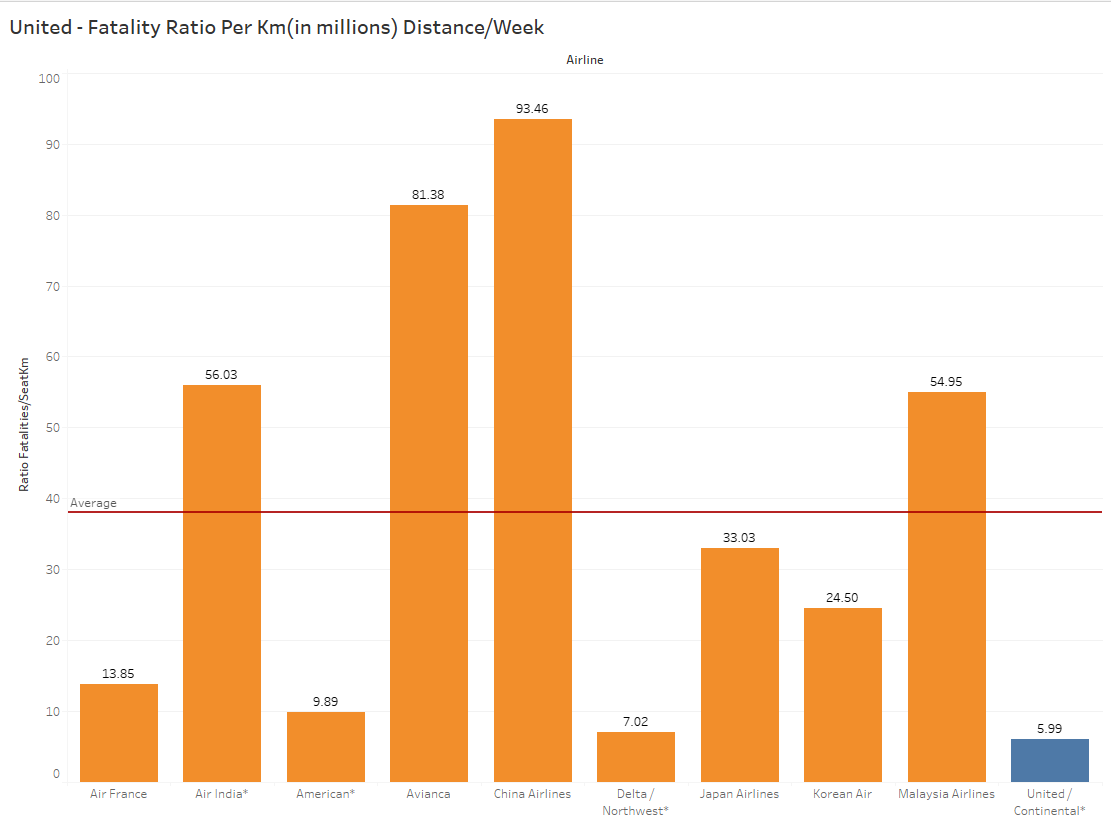 United - Fatality Ratio Per Km(in millions) Distance/Week
Airline
Ratio Fatalities/SeatKm
100
90
80
70
60
50
40
30
20
10
0
Average
13.85
56.03
9.89
81.38
93.46
7.02
33.03
24.50
54.95
5.99
Air France
Air India*
American*
Avianca
China Airlines
Delta /
Northwest*
Japan Airlines
Korean Air
Malaysia Airlines
United /
Continental*